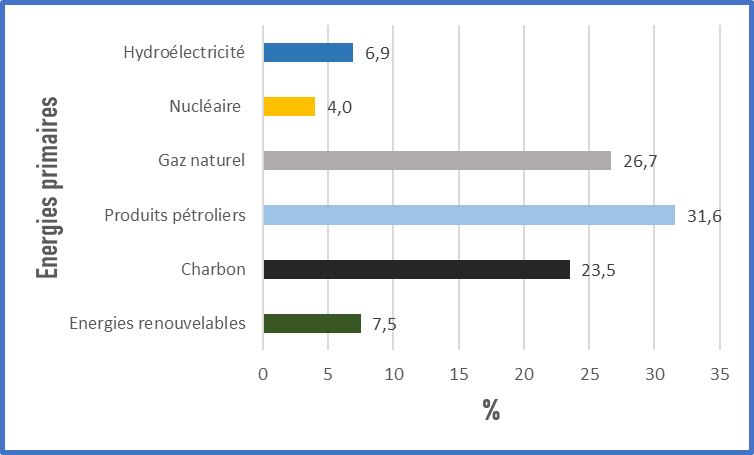 Energies primaires
Hydroélectricité 6,9
Nucléaire 4,0
Gaz naturel 26,7
Produits pétroliers 31,6
Charbon 23,5
Energies renouvelables 7,5
0 5 10 15 20 25 30 35
%